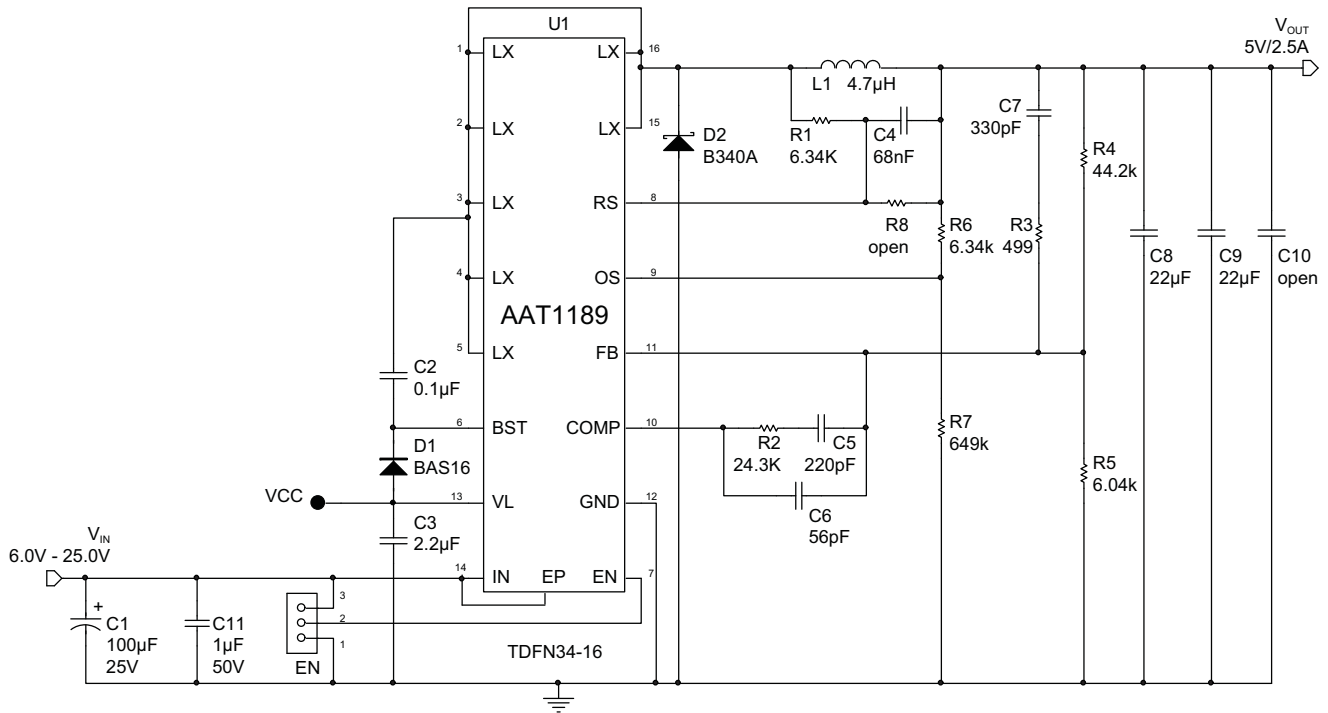 U1
V_OUT
5V/2.5A
1
LX
LX
16
L1
4.7µH
C7
330pF
2
LX
LX
15
D2
B340A
R1
6.34K
C4
68nF
R4
44.2k
3
LX
RS
8
R8
open
R6
6.34k
R3
499
C8
22µF
C9
22µF
C10
open
4
LX
OS
9
AAT1189
5
LX
FB
11
C2
0.1µF
6
BST
COMP
10
R2
24.3K
C5
220pF
R7
649k
D1
BAS16
R5
6.04k
VCC
13
VL
GND
12
C6
56pF
C3
2.2µF
V_IN
6.0V - 25.0V
14
IN
EP
EN
7
+
C1
100µF
25V
C11
1µF
50V
3
2
1
EN
TDFN34-16